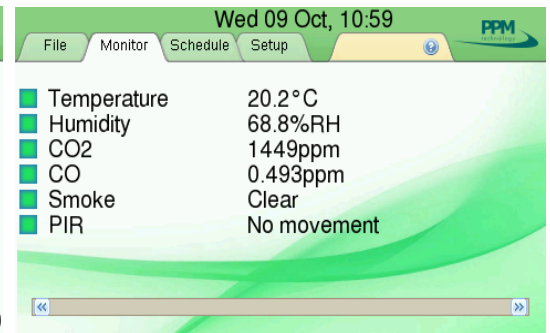 Wed 09 Oct, 10:59
PPM
technology
File Monitor Schedule Setup ?
Temperature 20.2°C
Humidity 68.8%RH
CO2 1449ppm
CO 0.493ppm
Smoke Clear
PIR No movement